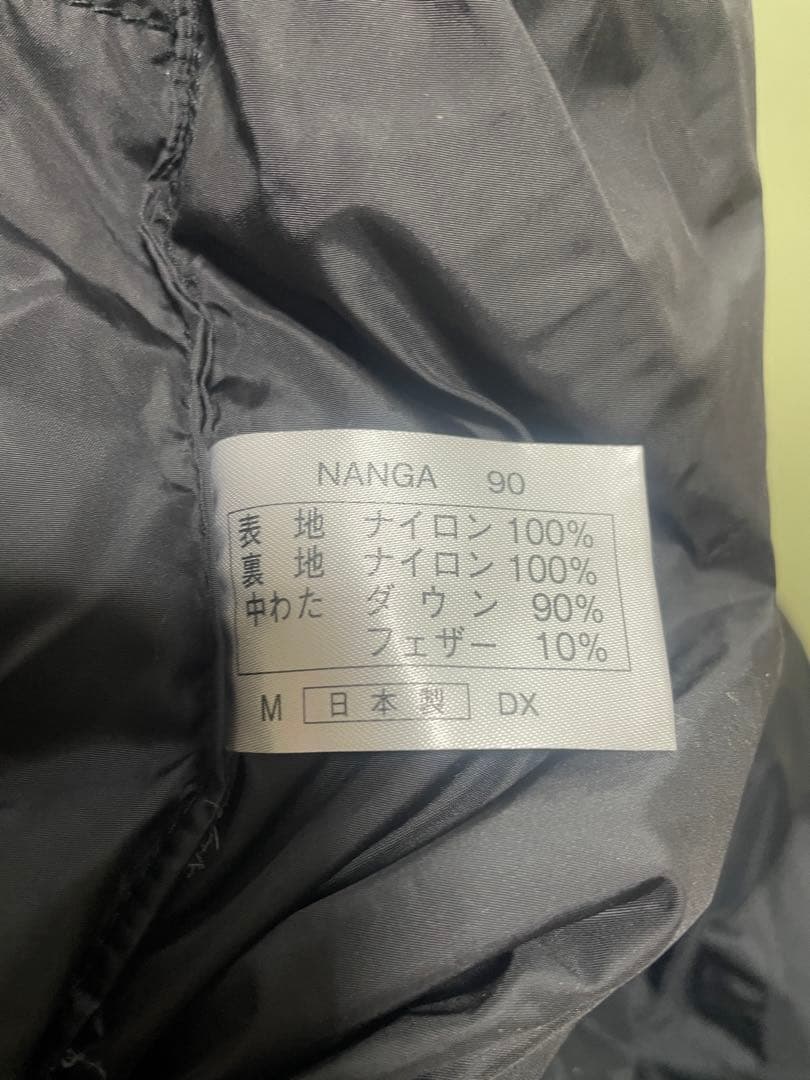 NANGA 90
表地 ナイロン 100%
裏地 ナイロン 100%
中わた ダウン 90%
フェザー 10%
M 日本製 DX